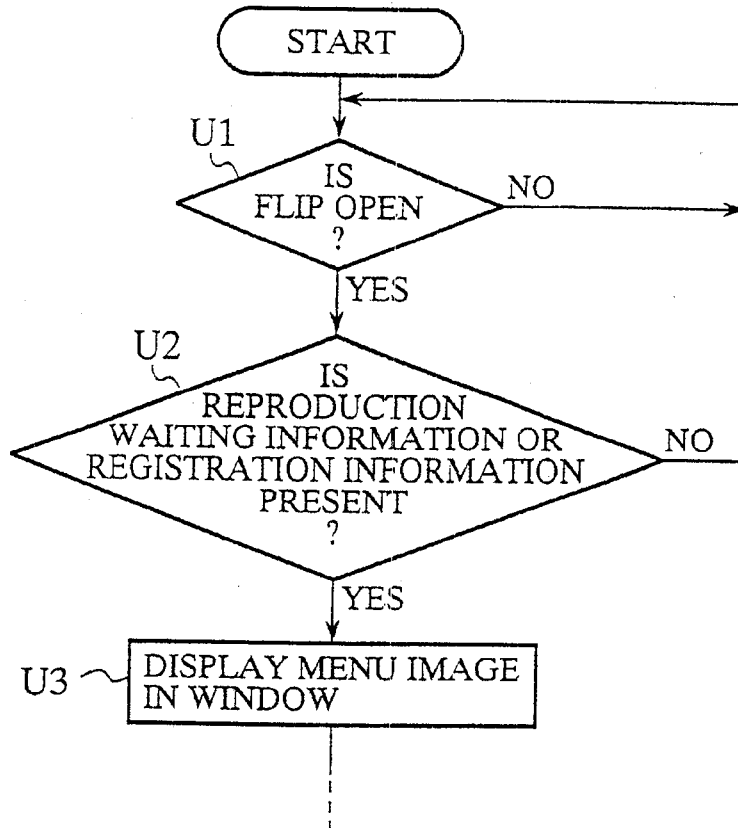 START
U1
IS
FLIP OPEN
?
NO
YES
U2
IS
REPRODUCTION
WAITING INFORMATION OR
REGISTRATION INFORMATION
PRESENT
?
NO
YES
U3
DISPLAY MENU IMAGE
IN WINDOW